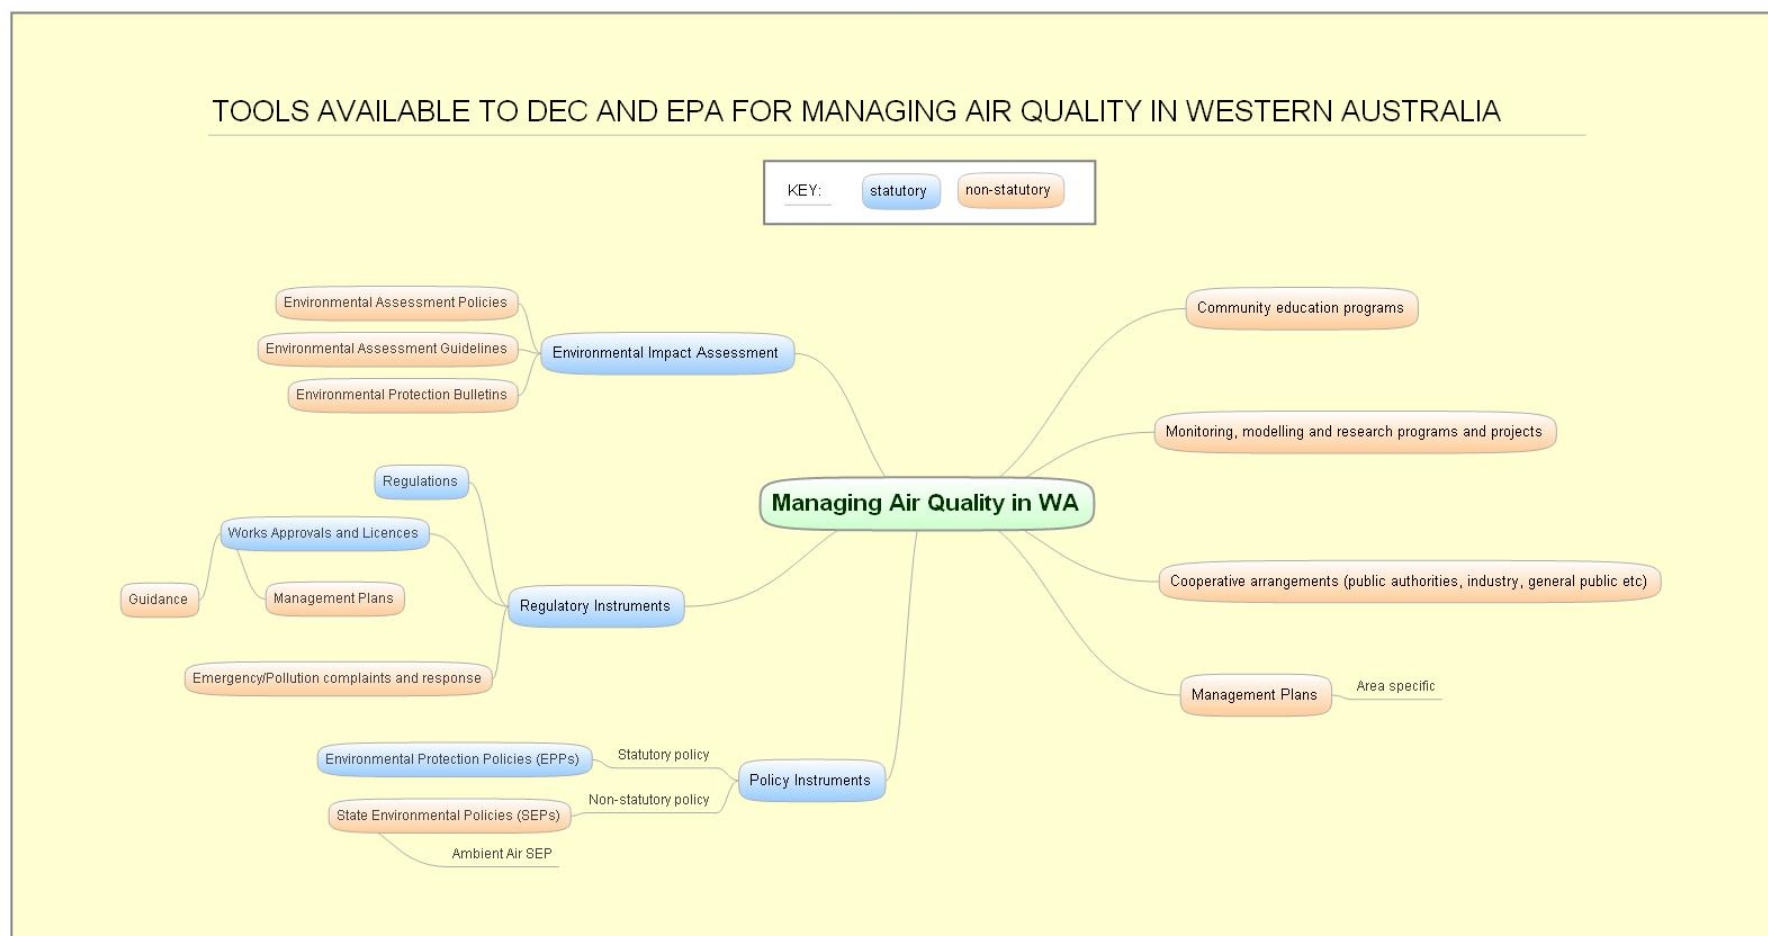 TOOLS AVAILABLE TO DEC AND EPA FOR MANAGING AIR QUALITY IN WESTERN AUSTRALIA
KEY:
statutory
non-statutory
Environmental Assessment Policies
Environmental Assessment Guidelines
Environmental Protection Bulletins
Environmental Impact Assessment
Regulations
Works Approvals and Licences
Guidance
Management Plans
Emergency/Pollution complaints and response
Regulatory Instruments
Environmental Protection Policies (EPPs)
Statutory policy
State Environmental Policies (SEPs)
Non-statutory policy
Ambient Air SEP
Policy Instruments
Managing Air Quality in WA
Community education programs
Monitoring, modelling and research programs and projects
Cooperative arrangements (public authorities, industry, general public etc)
Management Plans
Area specific